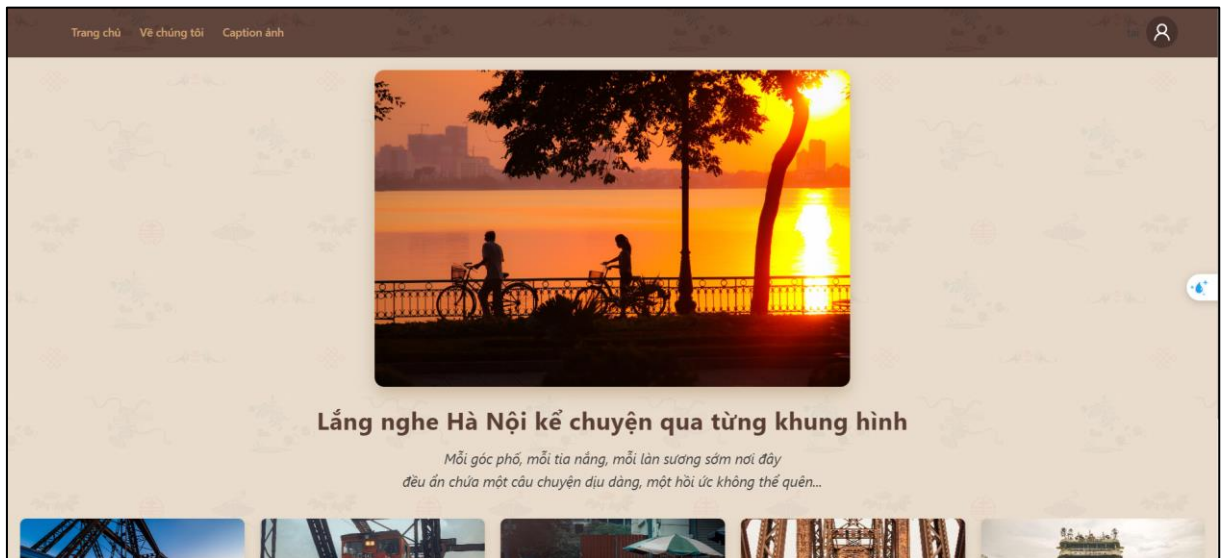 Trang chủ Về chúng tôi Caption ảnh
Lắng nghe Hà Nội kể chuyện qua từng khung hình
Mỗi góc phố, mỗi tia nắng, mỗi làn sương sớm nơi đây
đều ẩn chứa một câu chuyện dịu dàng, một hồi ức không thể quên...